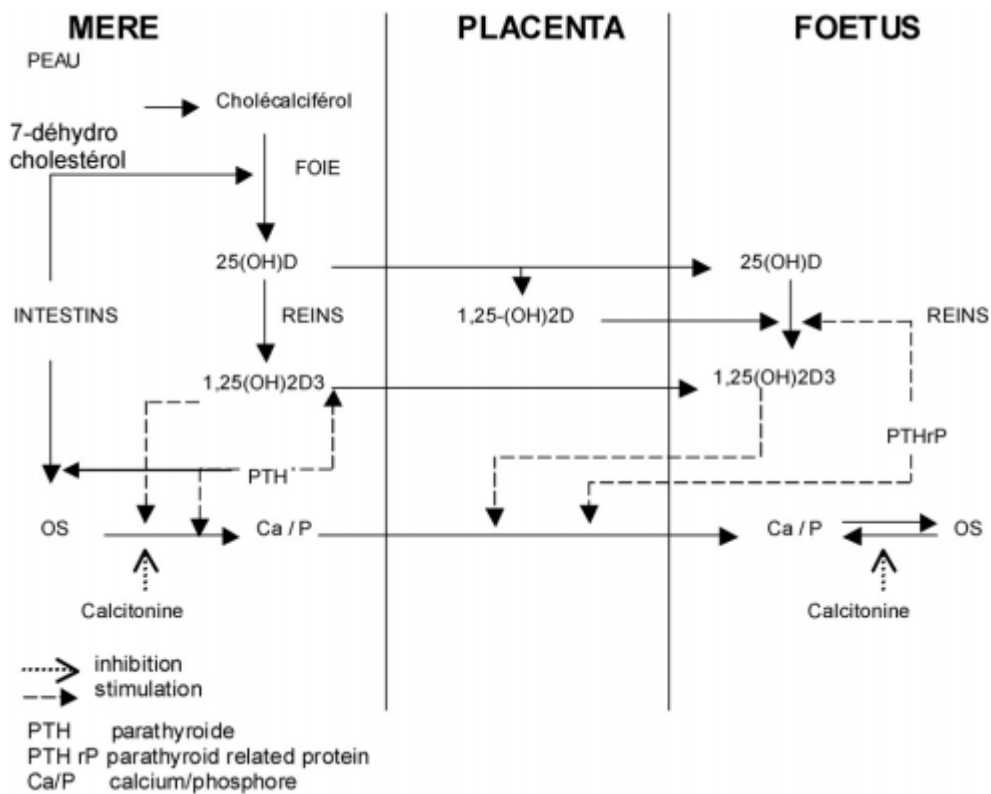 MERE PLACENTA FOETUS
PEAU
Cholécalciférol
7-déhydro
cholestérol
FOIE
25(OH)D 25(OH)D
INTESTINS REINS 1,25-(OH)2D REINS
1,25(OH)2D3 1,25(OH)2D3
PTHrP
PTH
OS Ca / P Ca / P OS
Calcitonine Calcitonine
inhibition
stimulation
PTH parathyroide
PTH rP parathyroid related protein
Ca/P calcium/phosphore